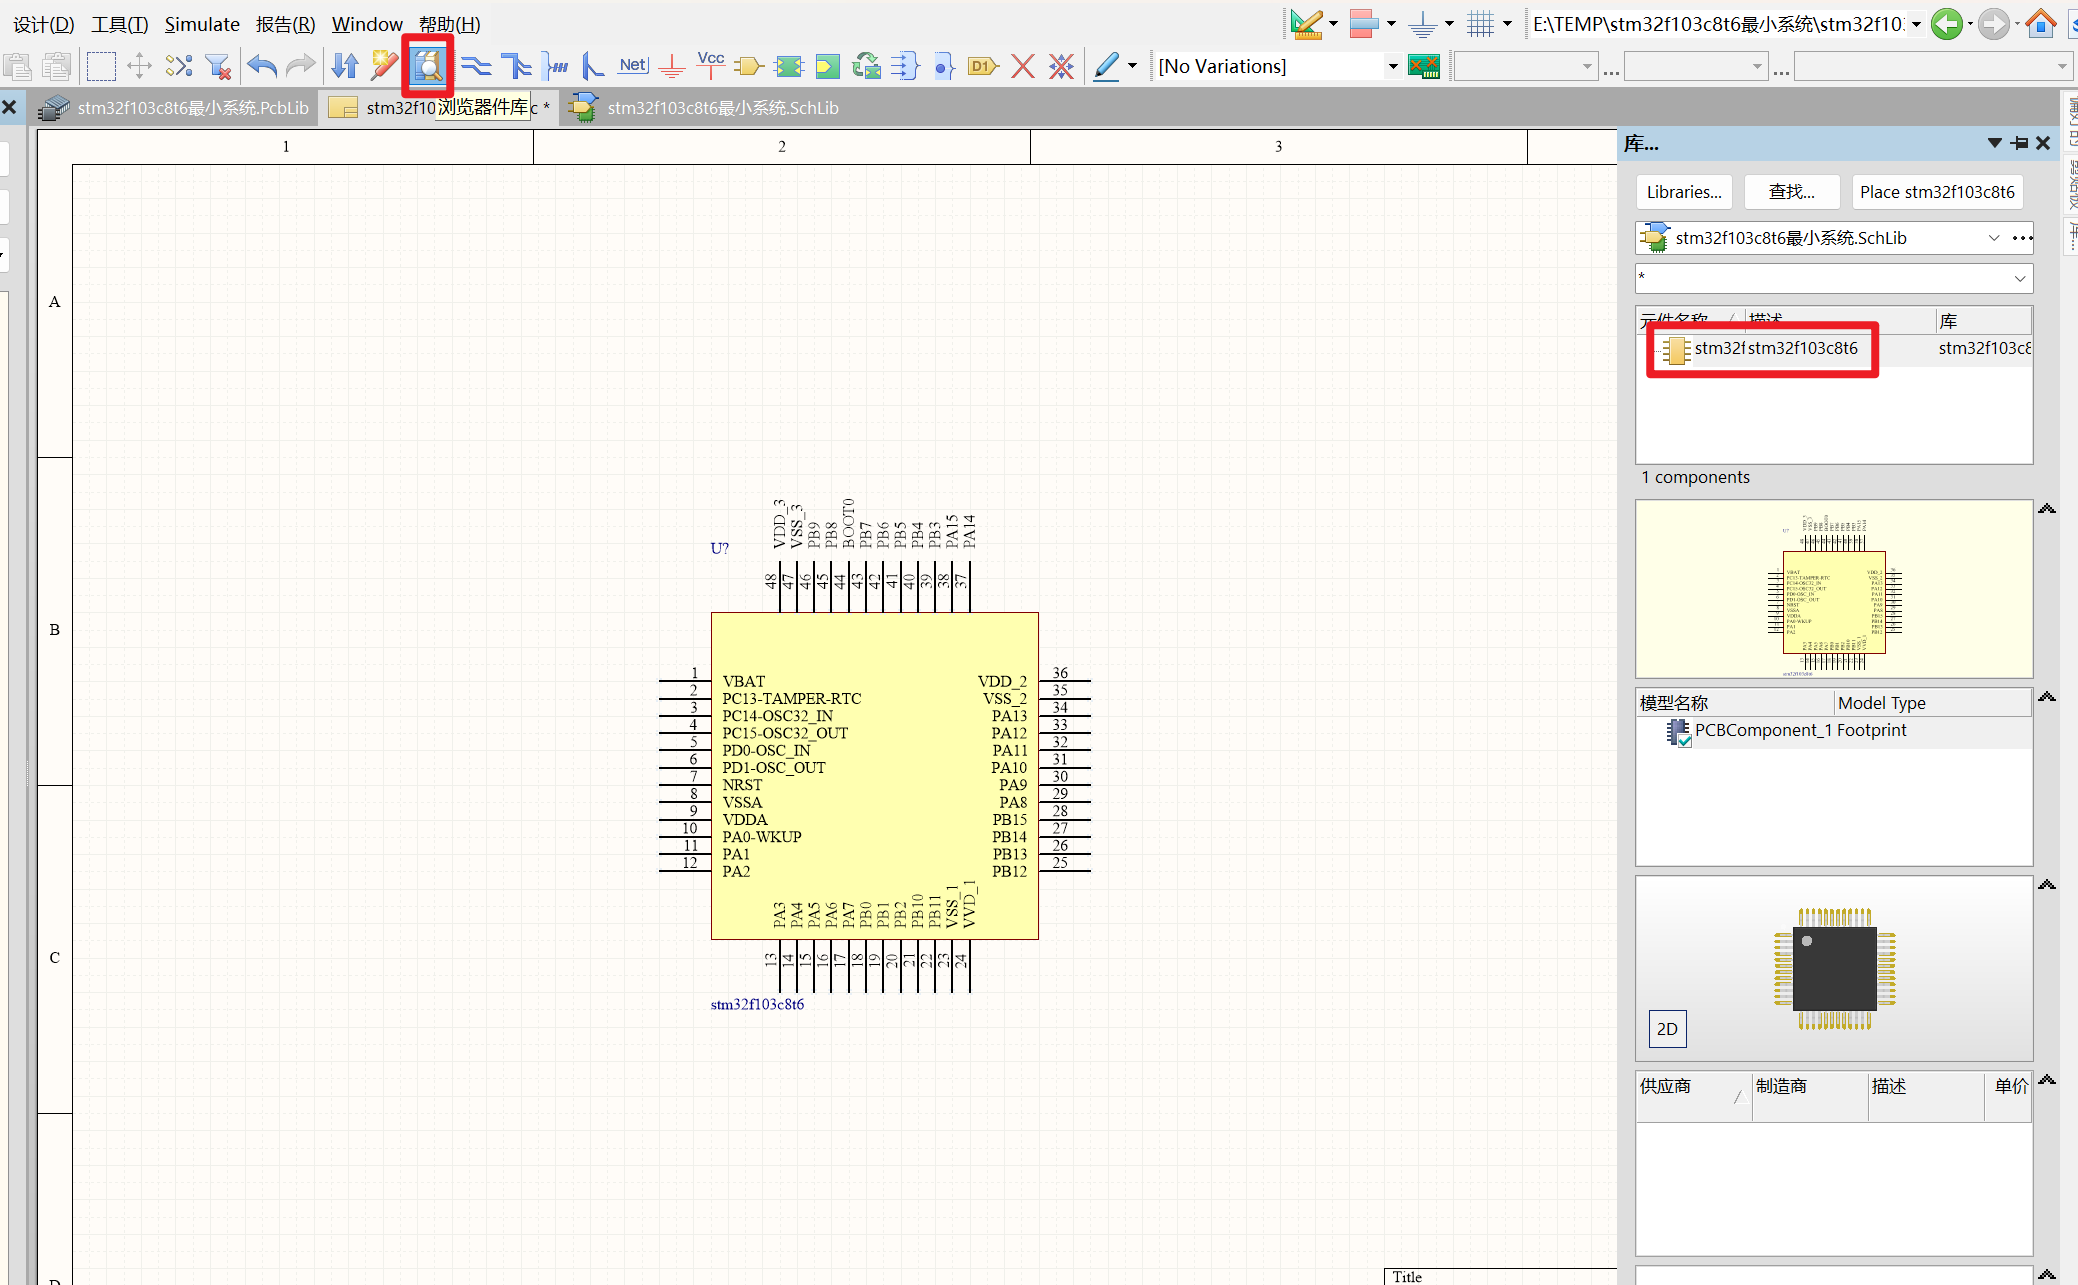 设计(D) 工具(T) Simulate 报告(R) Window 帮助(H)
E:\TEMP\stm32f103c8t6最小系统\stm32f10
Net Vcc D1 [No Variations]
stm32f103c8t6最小系统.PcbLib stm32f10 浏览器件库 c * stm32f103c8t6最小系统.SchLib
1 2 3
A
B
C
D
库...
Libraries... 查找... Place stm32f103c8t6
stm32f103c8t6最小系统.SchLib
*
元件名称 描述 库
stm32f stm32f103c8t6 stm32f103c8
1 components
U?
VDD_3
VSS_3
PB9
PB8
BOOT0
PB7
PB6
PB5
PB4
PB3
PA15
PA14
48 47 46 45 44 43 42 41 40 39 38 37
1 VBAT
2 PC13-TAMPER-RTC
3 PC14-OSC32_IN
4 PC15-OSC32_OUT
5 PD0-OSC_IN
6 PD1-OSC_OUT
7 NRST
8 VSSA
9 VDDA
10 PA0-WKUP
11 PA1
12 PA2
VDD_2 36
VSS_2 35
PA13 34
PA12 33
PA11 32
PA10 31
PA9 30
PA8 29
PB15 28
PB14 27
PB13 26
PB12 25
PA3
PA4
PA5
PA6
PA7
PB0
PB1
PB2
PB10
PB11
VSS_1
VVD_1
13 14 15 16 17 18 19 20 21 22 23 24
stm32f103c8t6
模型名称 Model Type
PCBComponent_1 Footprint
2D
供应商 制造商 描述 单价
Title